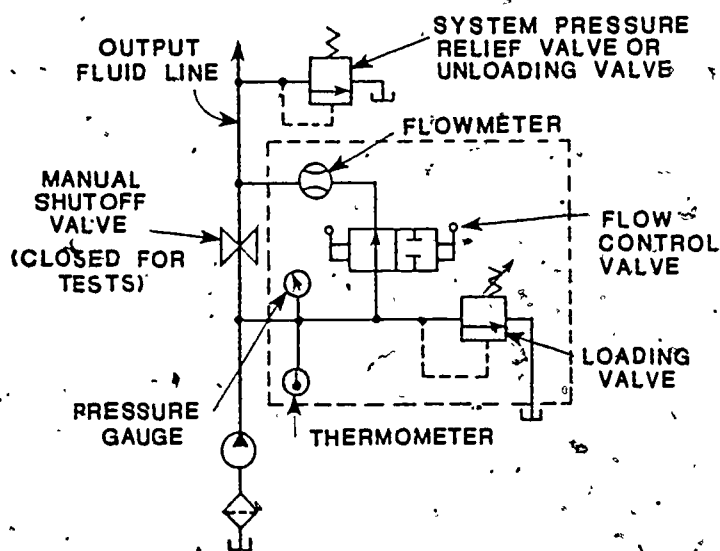 OUTPUT
FLUID LINE
SYSTEM PRESSURE
RELIEF VALVE OR
UNLOADING VALVE
FLOWMETER
MANUAL
SHUTOFF
VALVE
(CLOSED FOR
TESTS)
FLOW
CONTROL
VALVE
LOADING
VALVE
PRESSURE
GAUGE
THERMOMETER